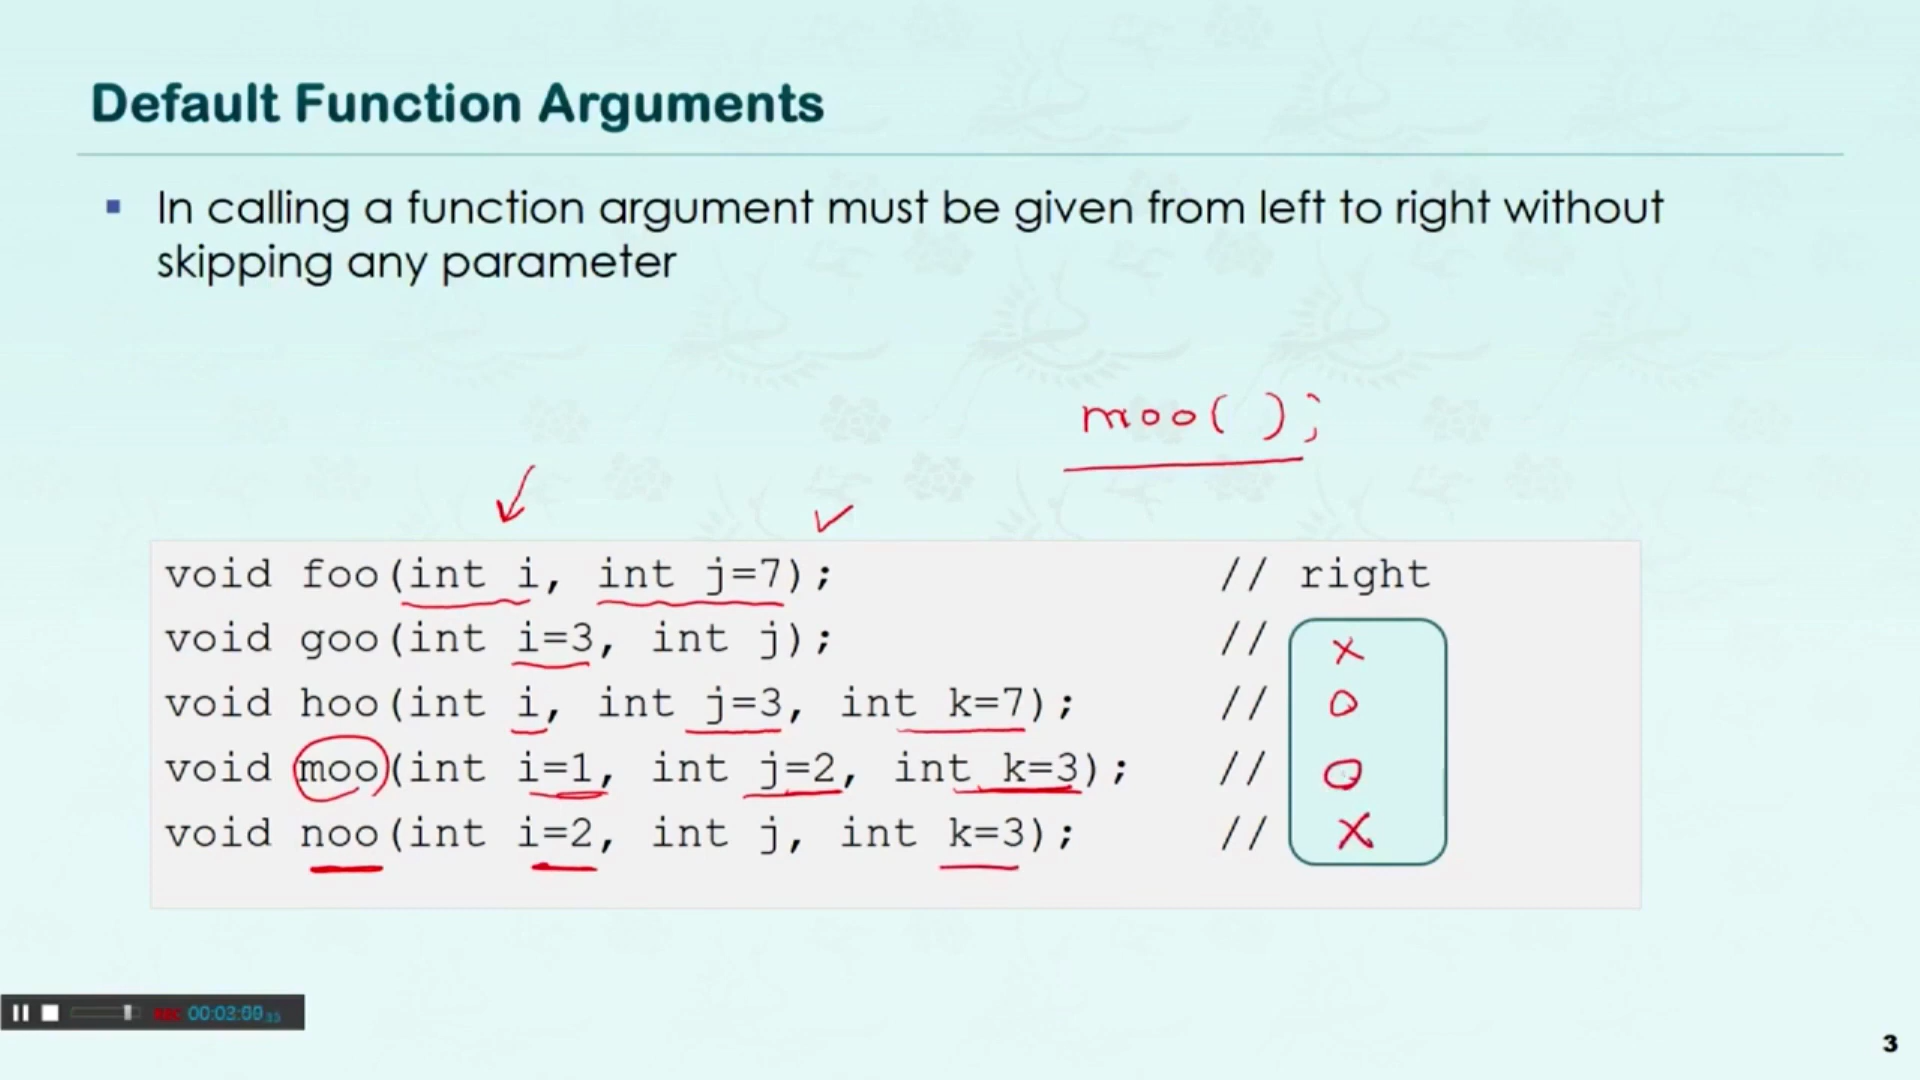 Default Function Arguments
In calling a function argument must be given from left to right without
skipping any parameter
moo( );
void foo(int i, int j=7); // right
void goo(int i=3, int j); // x
void hoo(int i, int j=3, int k=7); // o
void moo(int i=1, int j=2, int k=3); // o
void noo(int i=2, int j, int k=3); // x
REC 00:03:09
3